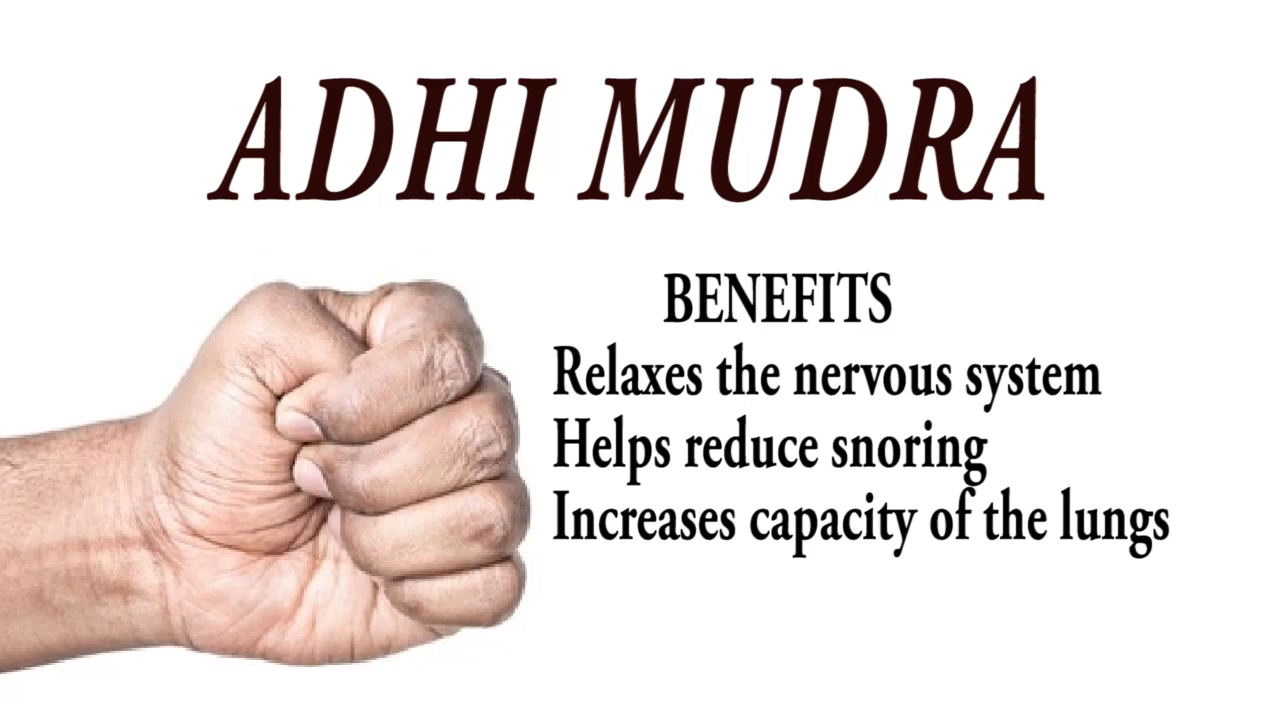 ADHI MUDRA
BENEFITS
Relaxes the nervous system
Helps reduce snoring
Increases capacity of the lungs